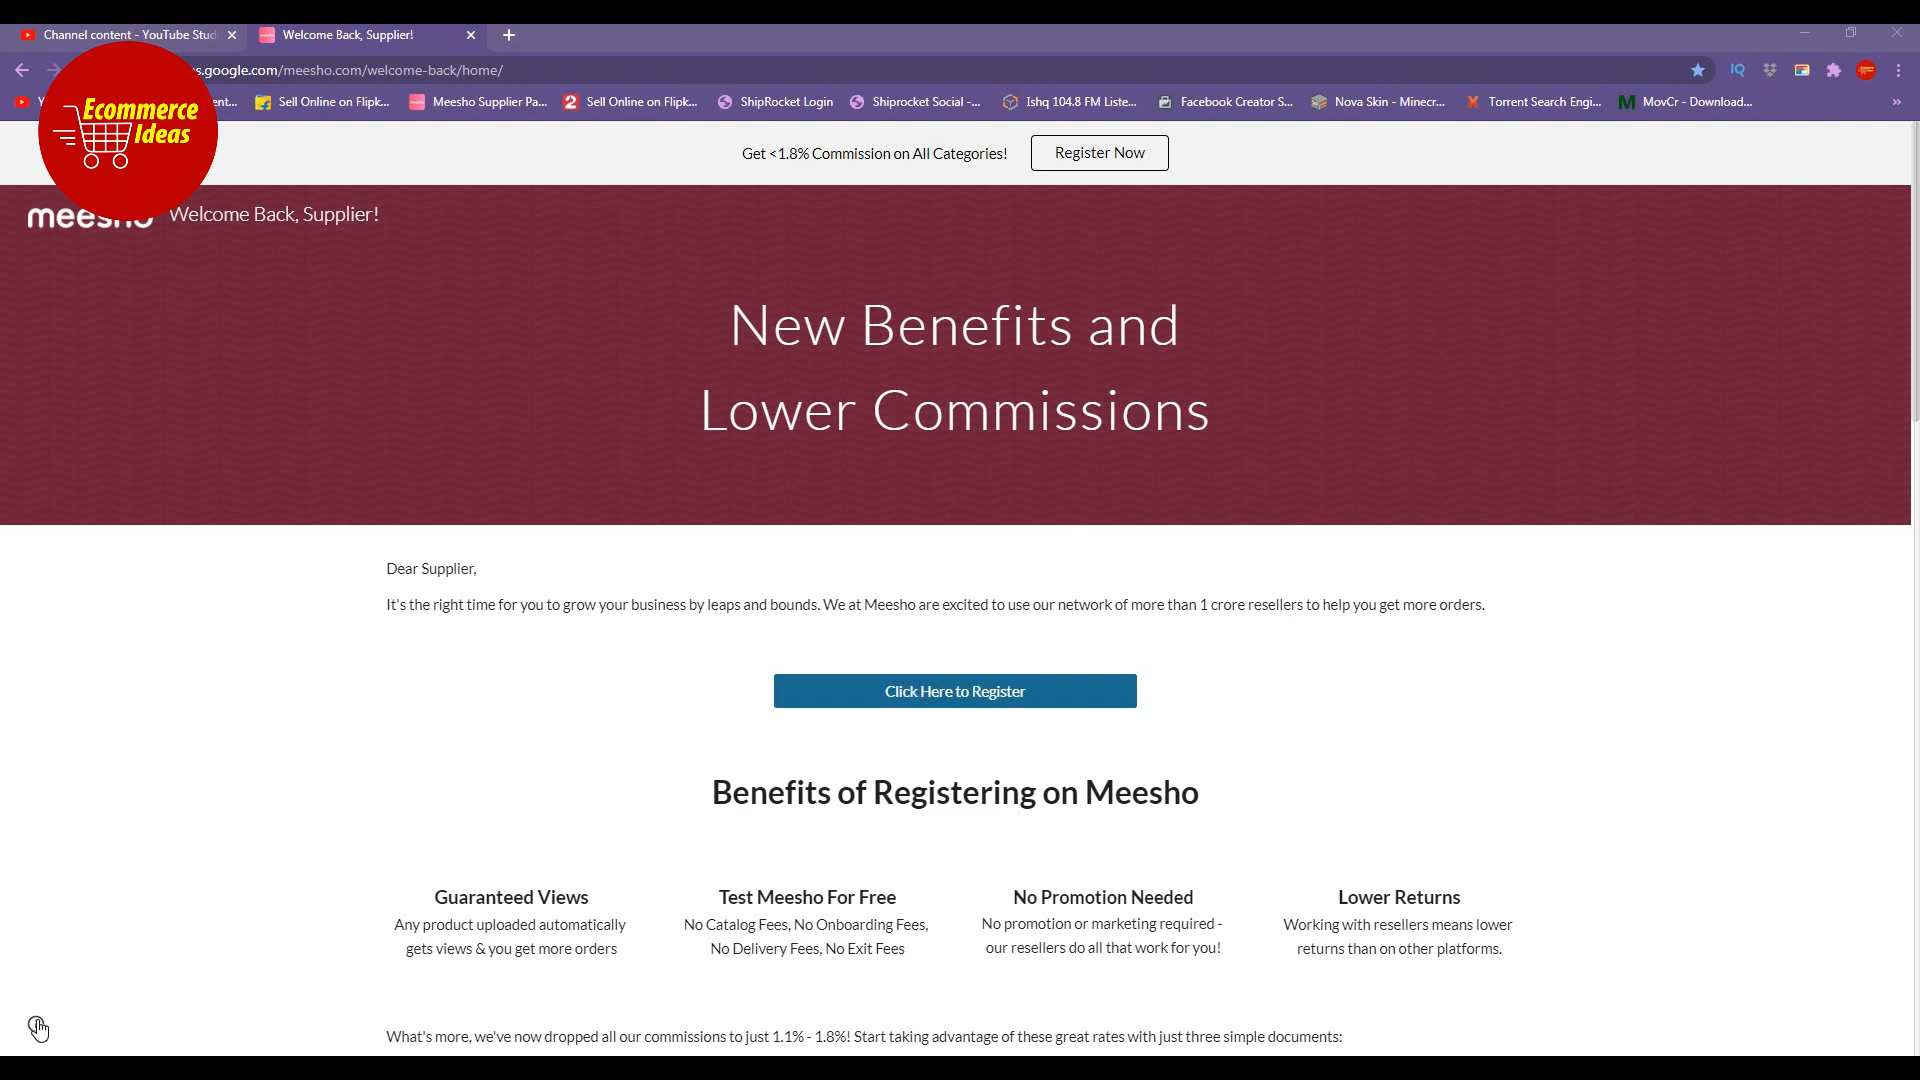 Channel content - YouTube Stud
Welcome Back, Supplier!
s.google.com/meesho.com/welcome-back/home/
Ecommerce
Ideas
ent...
Sell Online on Flipk...
Meesho Supplier Pa...
Sell Online on Flipk...
ShipRocket Login
Shiprocket Social -...
Ishq 104.8 FM Liste...
Facebook Creator S...
Nova Skin - Minecr...
Torrent Search Engi...
MovCr - Download...
Get <1.8% Commission on All Categories!
Register Now
meesho Welcome Back, Supplier!
New Benefits and
Lower Commissions
Dear Supplier,
It's the right time for you to grow your business by leaps and bounds. We at Meesho are excited to use our network of more than 1 crore resellers to help you get more orders.
Click Here to Register
Benefits of Registering on Meesho
Guaranteed Views
Any product uploaded automatically
gets views & you get more orders
Test Meesho For Free
No Catalog Fees, No Onboarding Fees,
No Delivery Fees, No Exit Fees
No Promotion Needed
No promotion or marketing required -
our resellers do all that work for you!
Lower Returns
Working with resellers means lower
returns than on other platforms.
What's more, we've now dropped all our commissions to just 1.1% - 1.8%! Start taking advantage of these great rates with just three simple documents: